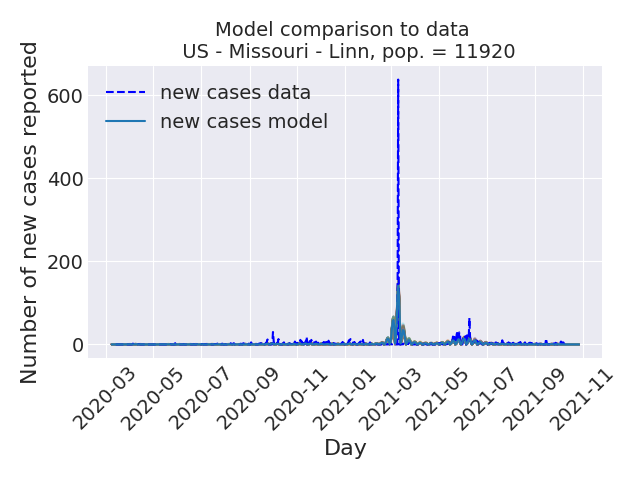 Model comparison to data
US - Missouri - Linn, pop. = 11920
Number of new cases reported
600
400
200
0
new cases data
new cases model
2020-03
2020-05
2020-07
2020-09
2020-11
2021-01
2021-03
2021-05
2021-07
2021-09
2021-11
Day